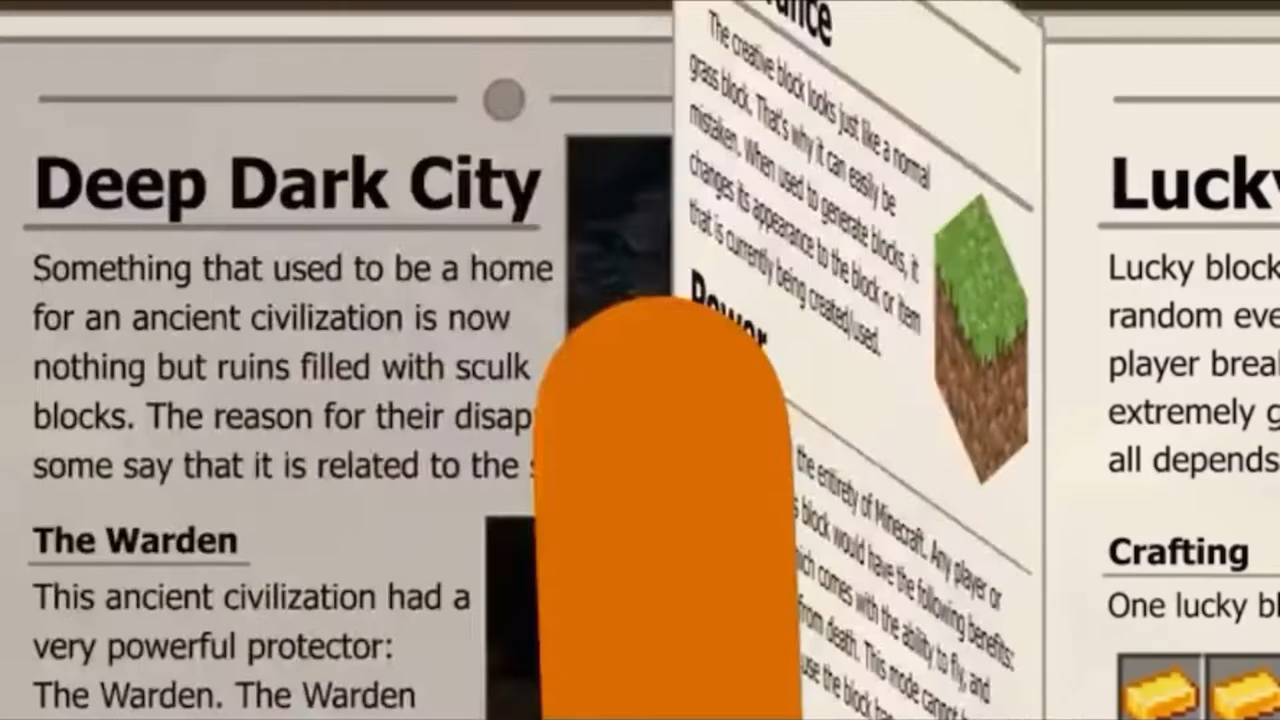 Deep Dark City
Something that used to be a home
for an ancient civilization is now
nothing but ruins filled with sculk
blocks. The reason for their disap
some say that it is related to the
The Warden
This ancient civilization had a
very powerful protector:
The Warden. The Warden
The creative block looks just like a normal
grass block. That's why it can easily be
mistaken. When used to generate blocks, it
changes its appearance to the block or item
that is currently being created/used.
Power
the entirety of Minecraft. Any player or
block would have the following benefits:
comes with the ability to fly, and
from death. This mode cannot
use the block
Lucky
Lucky block
random eve
player brea
extremely g
all depends
Crafting
One lucky bl